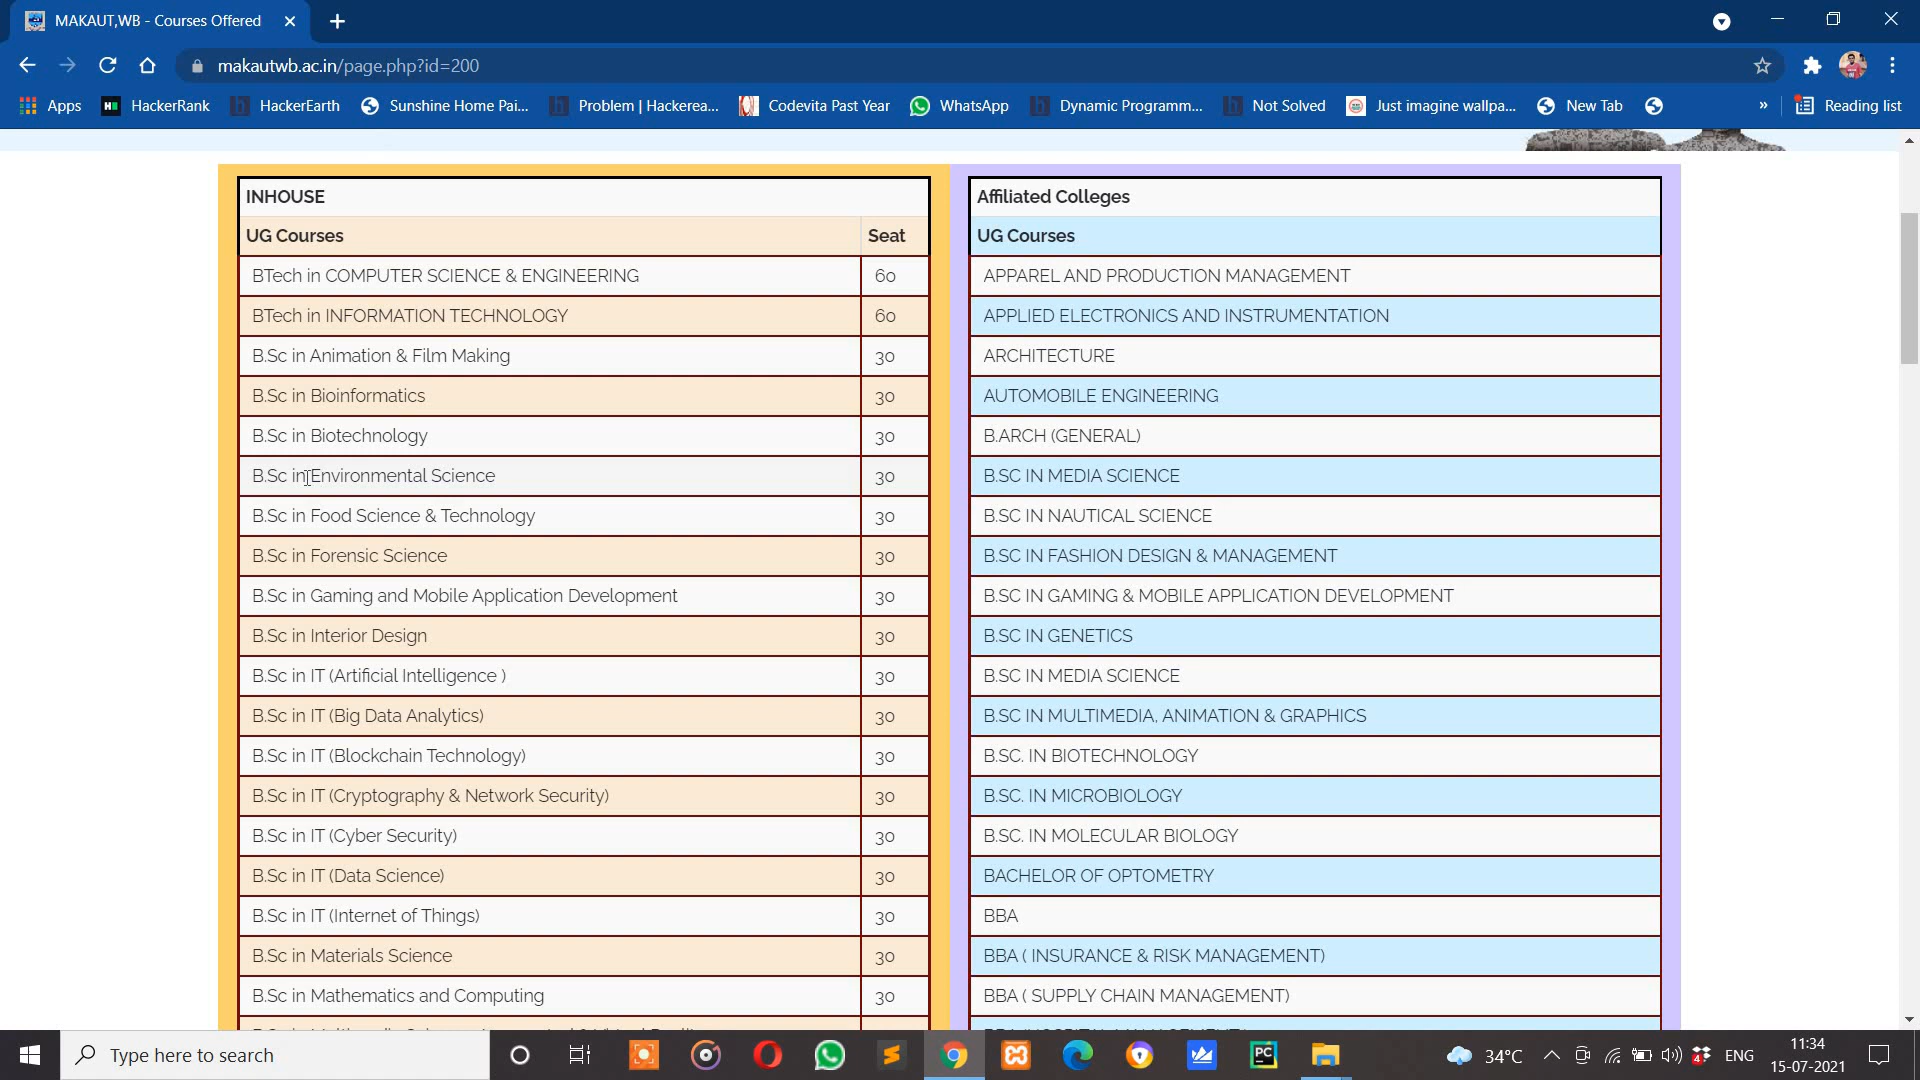 MAKAUT,WB - Courses Offered
makautwb.ac.in/page.php?id=200
Apps
HackerRank
HackerEarth
Sunshine Home Pai...
Problem | Hackerea...
Codevita Past Year
WhatsApp
Dynamic Programm...
Not Solved
Just imagine wallpa...
New Tab
»
Reading list
INHOUSE
UG Courses Seat
BTech in COMPUTER SCIENCE & ENGINEERING 60
BTech in INFORMATION TECHNOLOGY 60
B.Sc in Animation & Film Making 30
B.Sc in Bioinformatics 30
B.Sc in Biotechnology 30
B.Sc in Environmental Science 30
B.Sc in Food Science & Technology 30
B.Sc in Forensic Science 30
B.Sc in Gaming and Mobile Application Development 30
B.Sc in Interior Design 30
B.Sc in IT (Artificial Intelligence ) 30
B.Sc in IT (Big Data Analytics) 30
B.Sc in IT (Blockchain Technology) 30
B.Sc in IT (Cryptography & Network Security) 30
B.Sc in IT (Cyber Security) 30
B.Sc in IT (Data Science) 30
B.Sc in IT (Internet of Things) 30
B.Sc in Materials Science 30
B.Sc in Mathematics and Computing 30
Affiliated Colleges
UG Courses
APPAREL AND PRODUCTION MANAGEMENT
APPLIED ELECTRONICS AND INSTRUMENTATION
ARCHITECTURE
AUTOMOBILE ENGINEERING
B.ARCH (GENERAL)
B.SC IN MEDIA SCIENCE
B.SC IN NAUTICAL SCIENCE
B.SC IN FASHION DESIGN & MANAGEMENT
B.SC IN GAMING & MOBILE APPLICATION DEVELOPMENT
B.SC IN GENETICS
B.SC IN MEDIA SCIENCE
B.SC IN MULTIMEDIA, ANIMATION & GRAPHICS
B.SC. IN BIOTECHNOLOGY
B.SC. IN MICROBIOLOGY
B.SC. IN MOLECULAR BIOLOGY
BACHELOR OF OPTOMETRY
BBA
BBA ( INSURANCE & RISK MANAGEMENT)
BBA ( SUPPLY CHAIN MANAGEMENT)
Type here to search
PC
34°C
4
ENG
11:34
15-07-2021